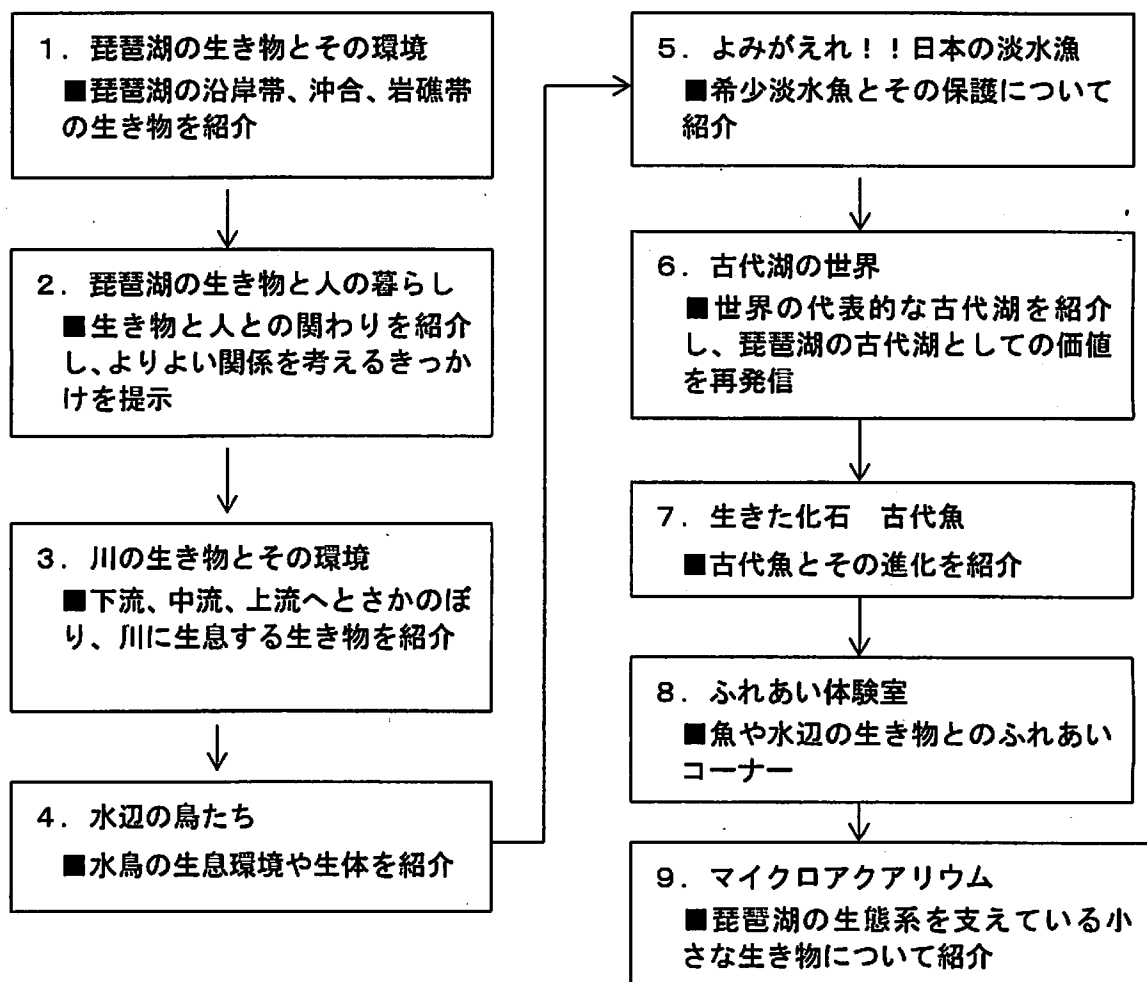 1．琵琶湖の生き物とその環境
■琵琶湖の沿岸帯、沖合、岩礁帯
の生き物を紹介
2．琵琶湖の生き物と人の暮らし
■生き物と人との関わりを紹介
し、よりよい関係を考えるきっか
けを提示
3．川の生き物とその環境
■下流、中流、上流へとさかのぼ
り、川に生息する生き物を紹介
4．水辺の鳥たち
■水鳥の生息環境や生体を紹介
5．よみがえれ！！日本の淡水漁
■希少淡水魚とその保護について
紹介
6．古代湖の世界
■世界の代表的な古代湖を紹介
し、琵琶湖の古代湖としての価値
を再発信
7．生きた化石　古代魚
■古代魚とその進化を紹介
8．ふれあい体験室
■魚や水辺の生き物とのふれあい
コーナー
9．マイクロアクアリウム
■琵琶湖の生態系を支えている小
さな生き物について紹介